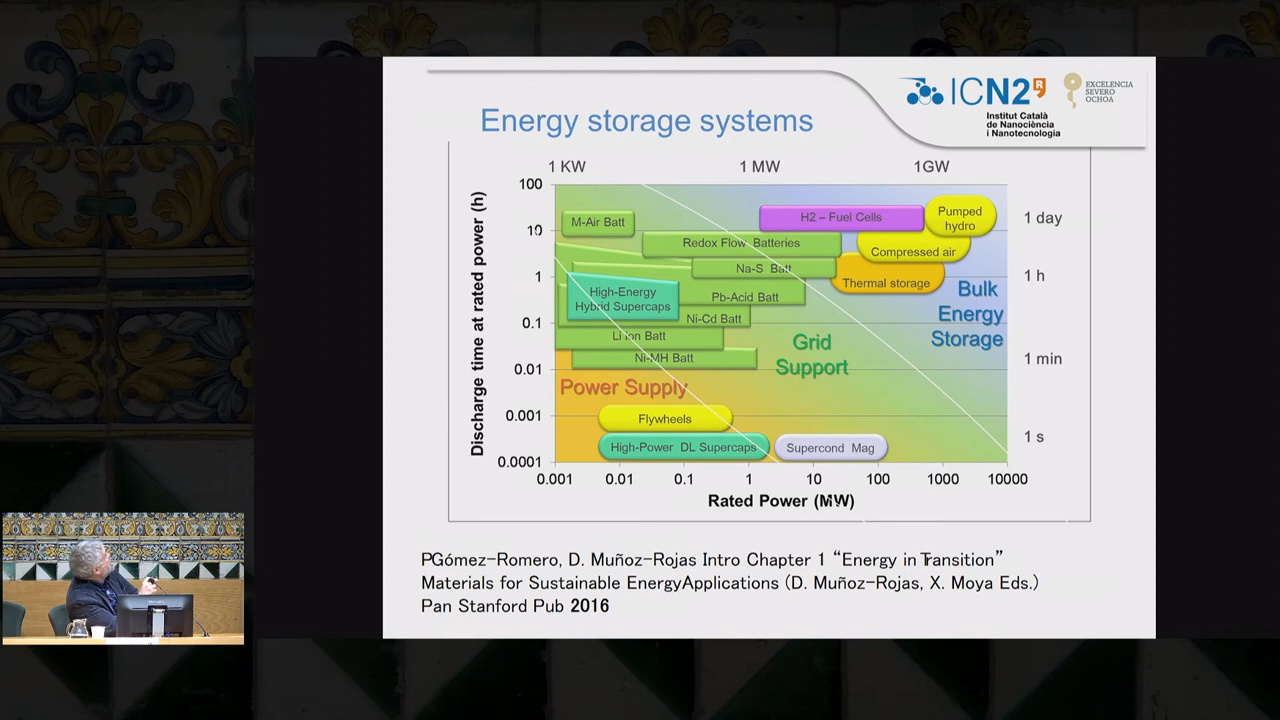 ICN2
Institut Català
de Nanociència
i Nanotecnologia
EXCELENCIA
SEVERO
OCHOA
Energy storage systems
1 KW 1 MW 1GW
Discharge time at rated power (h)
100
10
1
0.1
0.01
0.001
0.0001
M-Air Batt
H2 – Fuel Cells
Pumped
hydro
Redox Flow Batteries
Compressed air
Na-S Batt
Thermal storage
High-Energy
Hybrid Supercaps
Pb-Acid Batt
Ni-Cd Batt
Li ion Batt
Ni-MH Batt
Bulk
Energy
Storage
Grid
Support
Power Supply
Flywheels
High-Power DL Supercaps
Supercond Mag
1 day
1 h
1 min
1 s
0.001 0.01 0.1 1 10 100 1000 10000
Rated Power (MW)
PGómez-Romero, D. Muñoz-Rojas Intro Chapter 1 “Energy in Transition”
Materials for Sustainable EnergyApplications (D. Muñoz-Rojas, X. Moya Eds.)
Pan Stanford Pub 2016